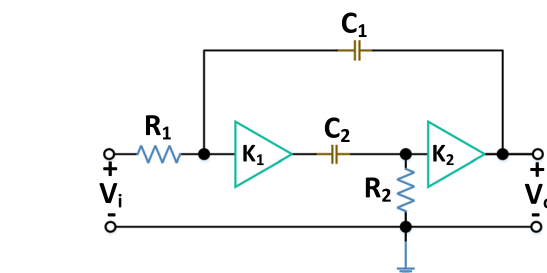 C₁
R₁ K₁ C₂ K₂
+ +
Vᵢ R₂ V
- -